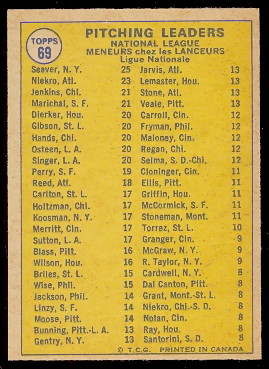 TOPPS
69
PITCHING LEADERS
NATIONAL LEAGUE
MENEURS chez les LANCEURS
Ligue Nationale
Seaver, N. Y. 25 Jarvis, Atl. 13
Niekro, Atl. 23 Lemaster, Hou. 13
Jenkins, Chi. 21 Stone, Atl. 13
Marichal, S. F. 21 Veale, Pitt. 13
Dierker, Hou. 20 Carroll, Cin. 12
Gibson, St. L. 20 Fryman, Phil. 12
Hands, Chi. 20 Maloney, Cin. 12
Osteen, L. A. 20 Regan, Chi. 12
Singer, L. A. 20 Selma, S.D.-Chi. 12
Perry, S. F. 19 Cloninger, Cin. 11
Reed, Atl. 18 Ellis, Pitt. 11
Carlton, St. L. 17 Griffin, Hou. 11
Holtzman, Chi. 17 McCormick, S. F. 11
Koosman, N. Y. 17 Stoneman, Mont. 11
Merritt, Cin. 17 Torrez, St. L. 10
Sutton, L. A. 17 Granger, Cin. 9
Blass, Pitt. 16 McGraw, N. Y. 9
Wilson, Hou. 16 R. Taylor, N. Y. 9
Briles, St. L. 15 Cardwell, N. Y. 8
Wise, Phil. 15 Dal Canton, Pitt. 8
Jackson, Phil. 14 Grant, Mont.-St. L. 8
Linzy, S. F. 14 Niekro, Chi.-S. D. 8
Moose, Pitt. 14 Nolan, Cin. 8
Bunning, Pitt.-L. A. 13 Ray, Hou. 8
Gentry, N. Y. 13 Santorini, S. D. 8
© T.C.G. PRINTED IN CANADA